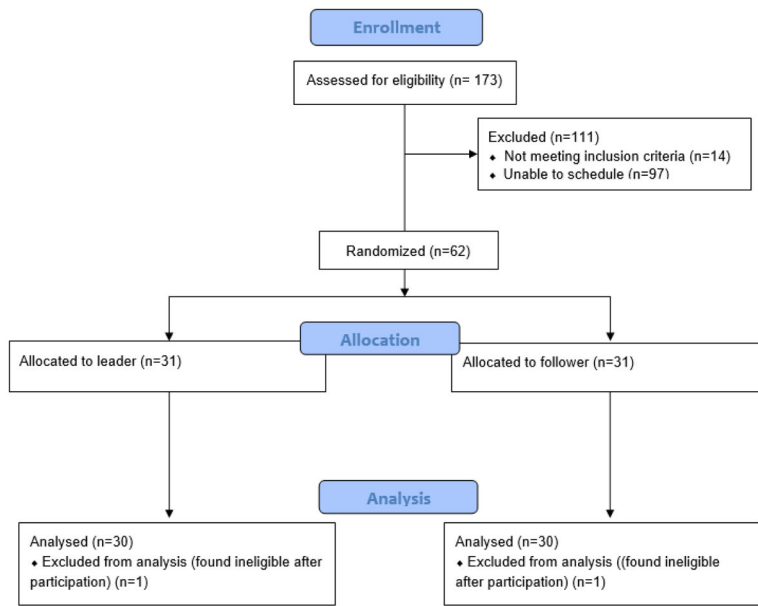 Enrollment
Assessed for eligibility (n= 173)
Excluded (n=111)
⬥ Not meeting inclusion criteria (n=14)
⬥ Unable to schedule (n=97)
Randomized (n=62)
Allocation
Allocated to leader (n=31)
Allocated to follower (n=31)
Analysis
Analysed (n=30)
⬥ Excluded from analysis (found ineligible after
participation) (n=1)
Analysed (n=30)
⬥ Excluded from analysis ((found ineligible
after participation) (n=1)